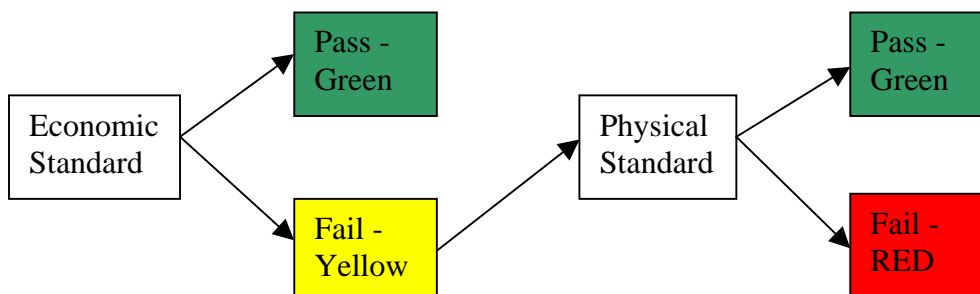 Economic
Standard
Pass -
Green
Fail -
Yellow
Physical
Standard
Pass -
Green
Fail -
RED